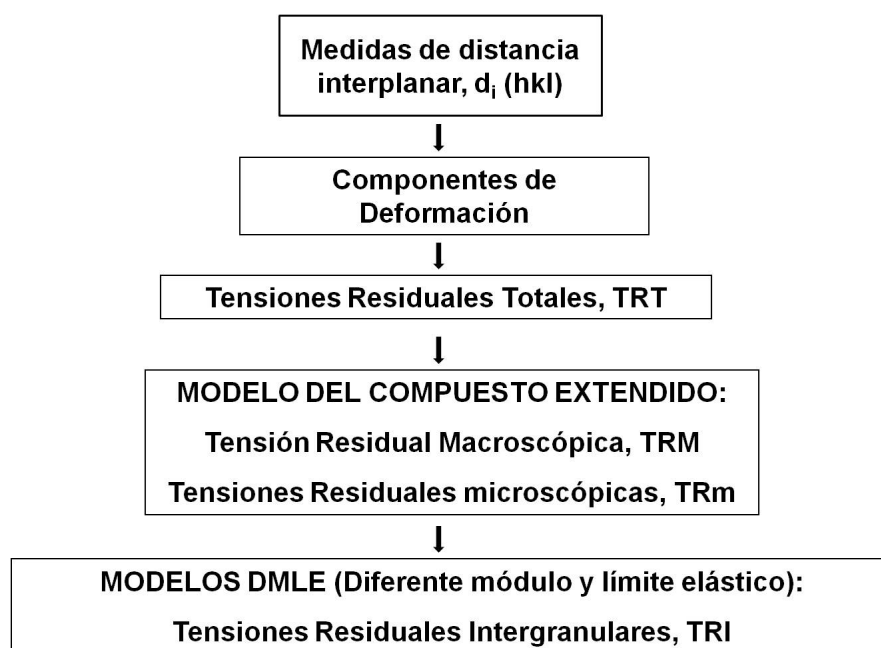 Medidas de distancia
interplanar, di (hkl)
Componentes de
Deformación
Tensiones Residuales Totales, TRT
MODELO DEL COMPUESTO EXTENDIDO:
Tensión Residual Macroscópica, TRM
Tensiones Residuales microscópicas, TRm
MODELOS DMLE (Diferente módulo y límite elástico):
Tensiones Residuales Intergranulares, TRI